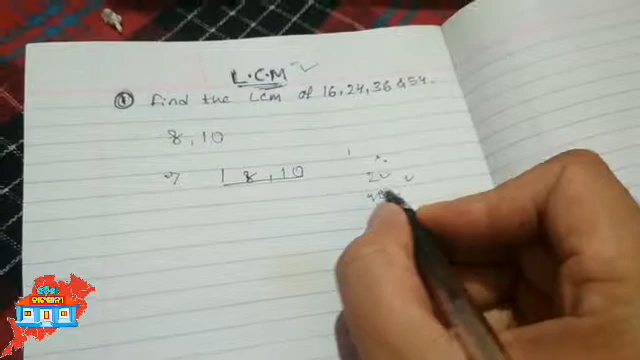 L.C.M
① Find the LCM of 16, 24, 36 & 54.
8, 10
8, 10
20